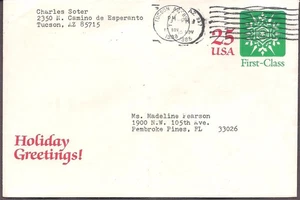 Charles Soter
2350 N. Camino de Esperanto
Tucson, AZ 85715
25
USA
First-Class
Ms. Madeline Pearson
1900 N.W. 105th Ave.
Pembroke Pines, FL 33026
Holiday
Greetings!